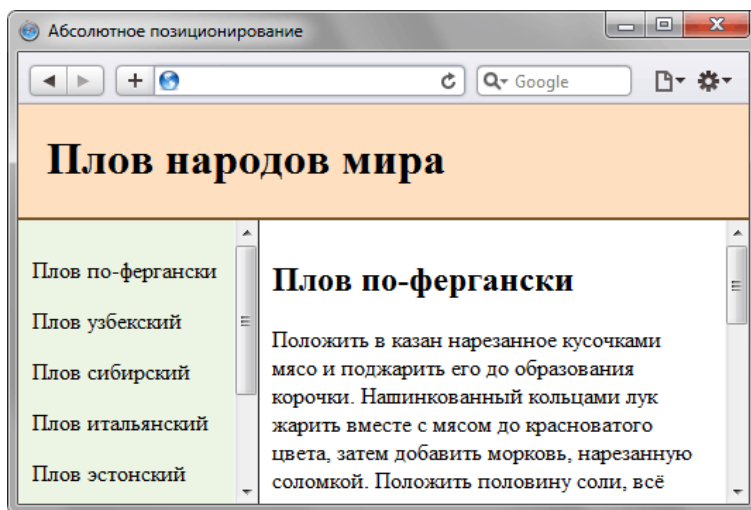 Абсолютное позиционирование
Google
Плов народов мира
Плов по-фергански
Плов узбекский
Плов сибирский
Плов итальянский
Плов эстонский
Плов по-фергански
Положить в казан нарезанное кусочками
мясо и поджарить его до образования
корочки. Нашинкованный кольцами лук
жарить вместе с мясом до красноватого
цвета, затем добавить морковь, нарезанную
соломкой. Положить половину соли, всё